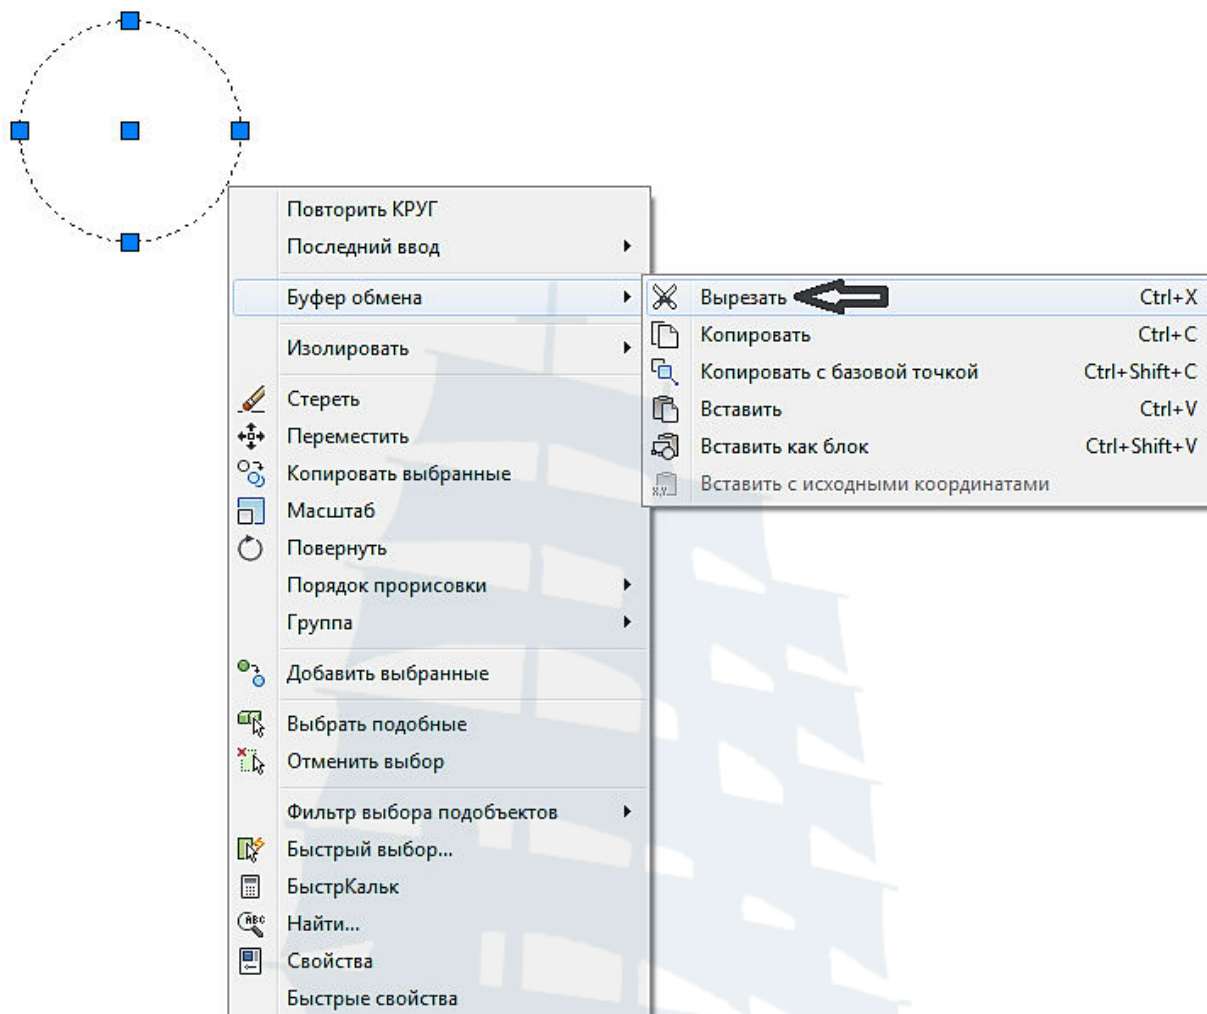 Повторить КРУГ
Последний ввод
Буфер обмена
Изолировать
Стереть
Переместить
Копировать выбранные
Масштаб
Повернуть
Порядок прорисовки
Группа
Добавить выбранные
Выбрать подобные
Отменить выбор
Фильтр выбора подобъектов
Быстрый выбор...
БыстрКальк
ABC
Найти...
Свойства
Быстрые свойства
Вырезать Ctrl+X
Копировать Ctrl+C
Копировать с базовой точкой Ctrl+Shift+C
Вставить Ctrl+V
Вставить как блок Ctrl+Shift+V
X,Y... Вставить с исходными координатами